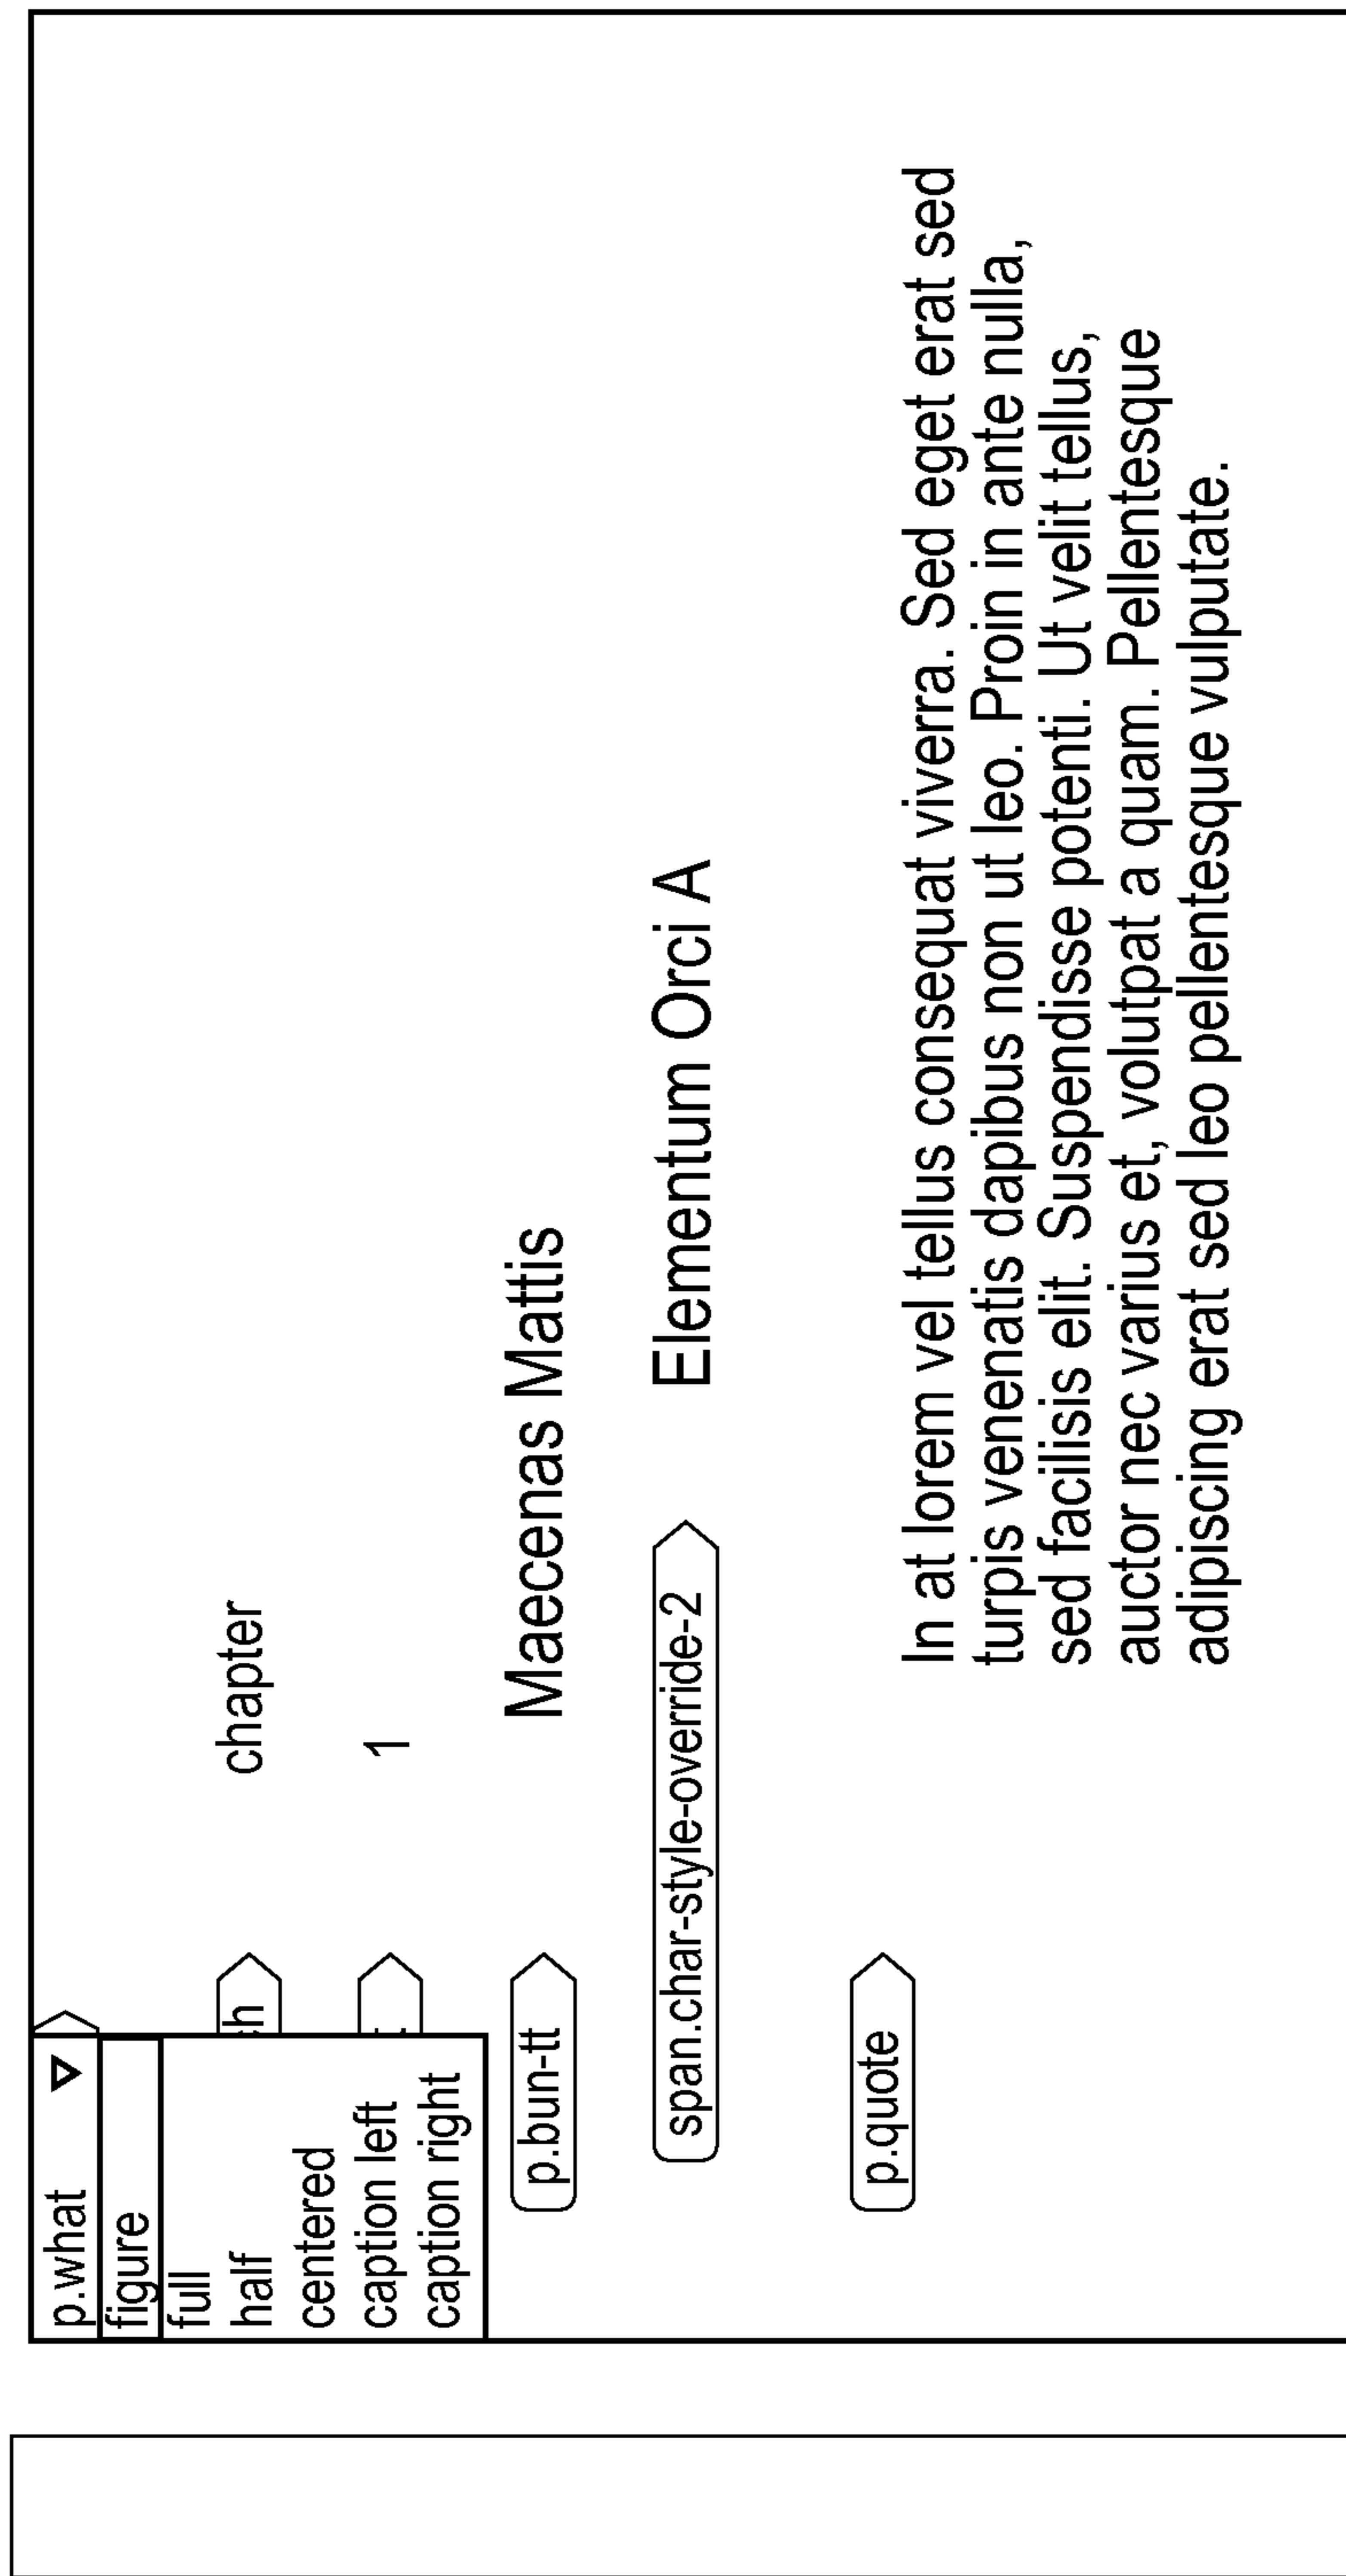 p.what
figure
full
half
centered
caption left
caption right
chapter
1
p.bun-tt
Maecenas Mattis
span.char-style-override-2
Elementum Orci A
p.quote
In at lorem vel tellus consequat viverra. Sed eget erat sed
turpis venenatis dapibus non ut leo. Proin in ante nulla,
sed facilisis elit. Suspendisse potenti. Ut velit tellus,
auctor nec varius et, volutpat a quam. Pellentesque
adipiscing erat sed leo pellentesque vulputate.